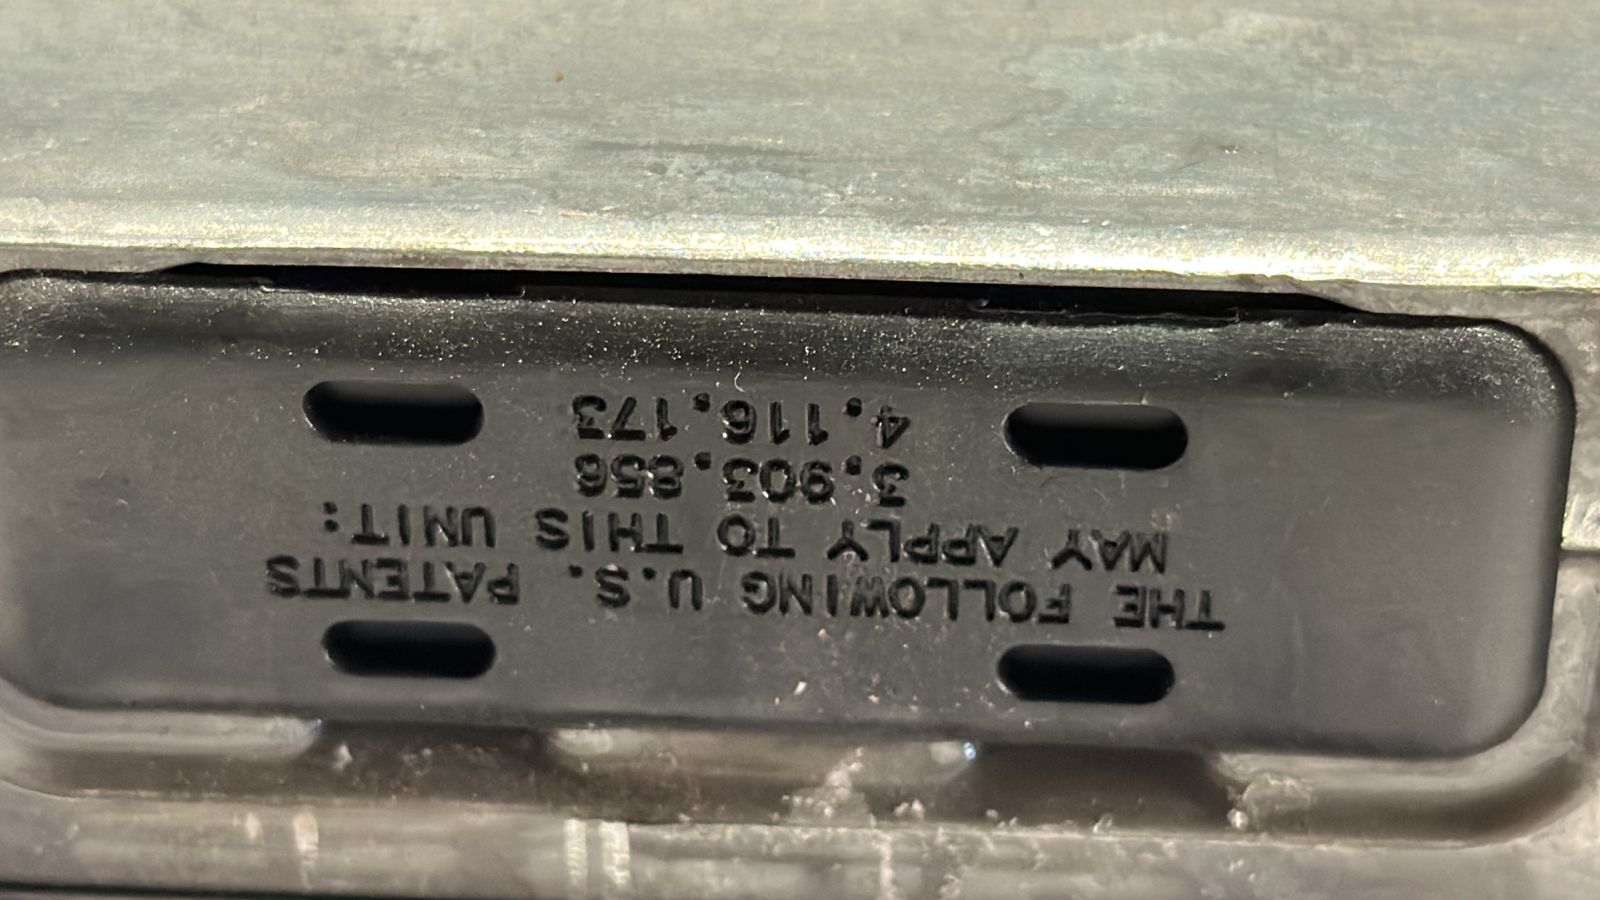 THE FOLLOWING U.S. PATENTS
MAY APPLY TO THIS UNIT:
3,903,856
4,116,173